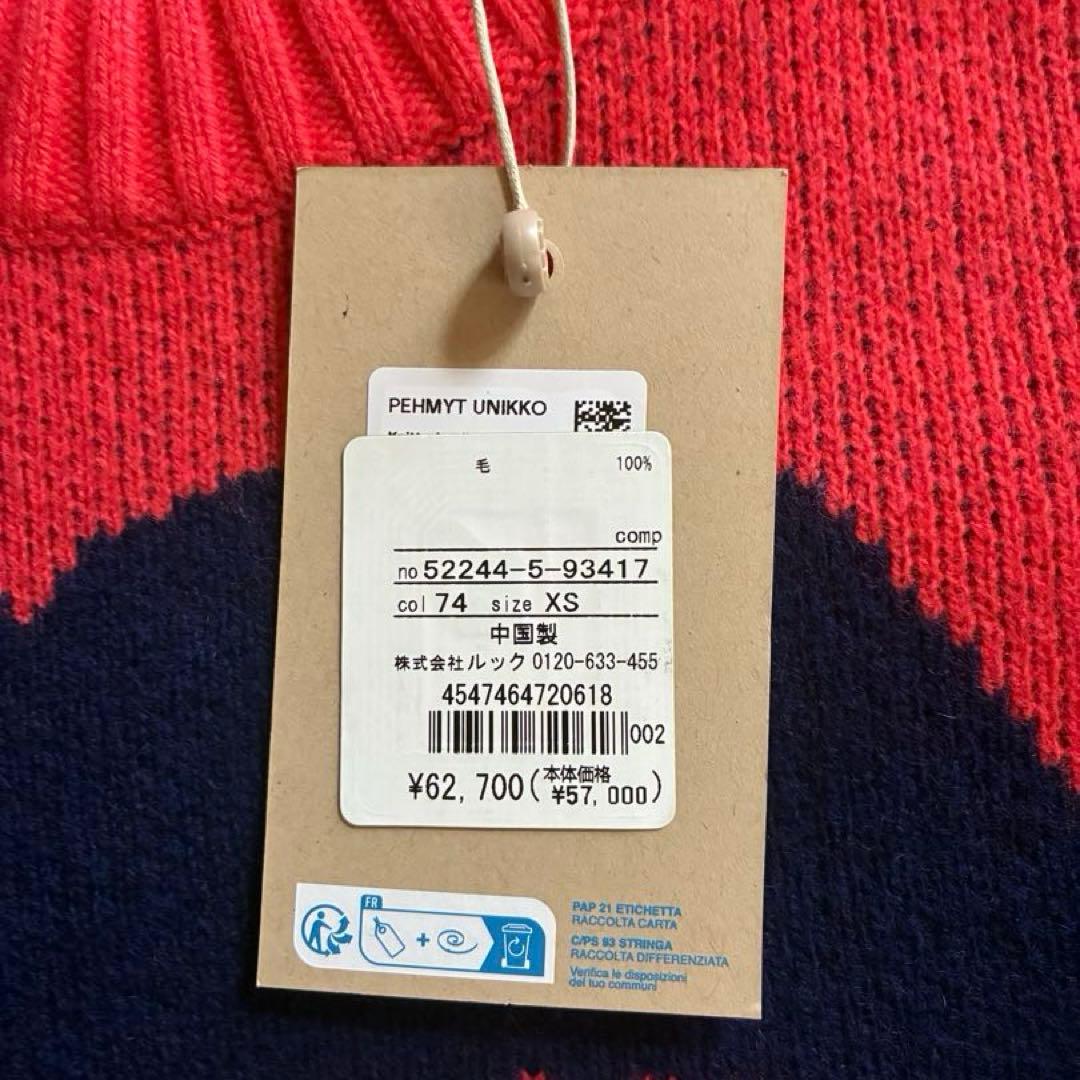 PEHMYT UNIKKO
毛 100%
comp
no 52244-5-93417
col 74 size XS
中国製
株式会社ルック 0120-633-455
4547464720618
002
¥62,700(本体価格 ¥57,000)
FR
PAP 21 ETICHETTA
RACCOLTA CARTA
C/PS 93 STRINGA
RACCOLTA DIFFERENZIATA
Verifica le disposizioni
del tuo communi